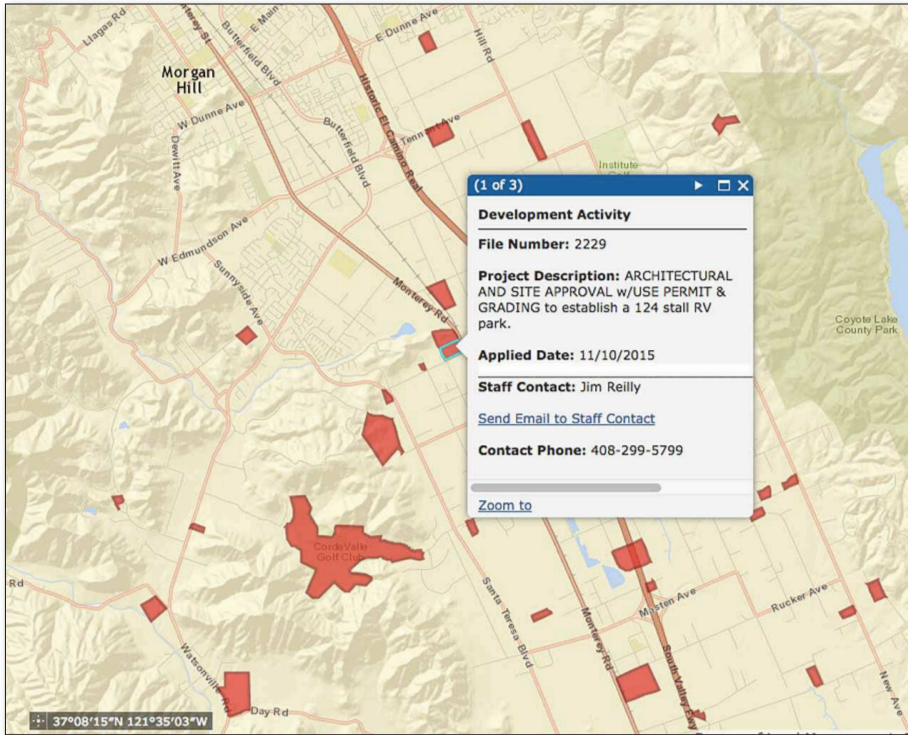 Llagas Rd
Monterey St
E Main
Butterfield Blvd
E Dunne Ave
Hill Rd
Morgan
Hill
W Dunne Ave
Historic El Camino Real
Tennant Ave
Butterfield Blvd
Dewitt Ave
Institute
W Edmundson Ave
Sunnyside Ave
Monterey Rd
(1 of 3)
Development Activity
File Number: 2229
Project Description: ARCHITECTURAL
AND SITE APPROVAL w/USE PERMIT &
GRADING to establish a 124 stall RV
park.
Applied Date: 11/10/2015
Staff Contact: Jim Reilly
Send Email to Staff Contact
Contact Phone: 408-299-5799
Zoom to
Coyote Lake
County Park
CordeValle
Golf Club
Rd
Santa Teresa Blvd
Monterey Rd
Masten Ave
Rucker Ave
Watsonville Rd
South Valley Fwy
New Ave
Day Rd
37°08'15"N 121°35'03"W